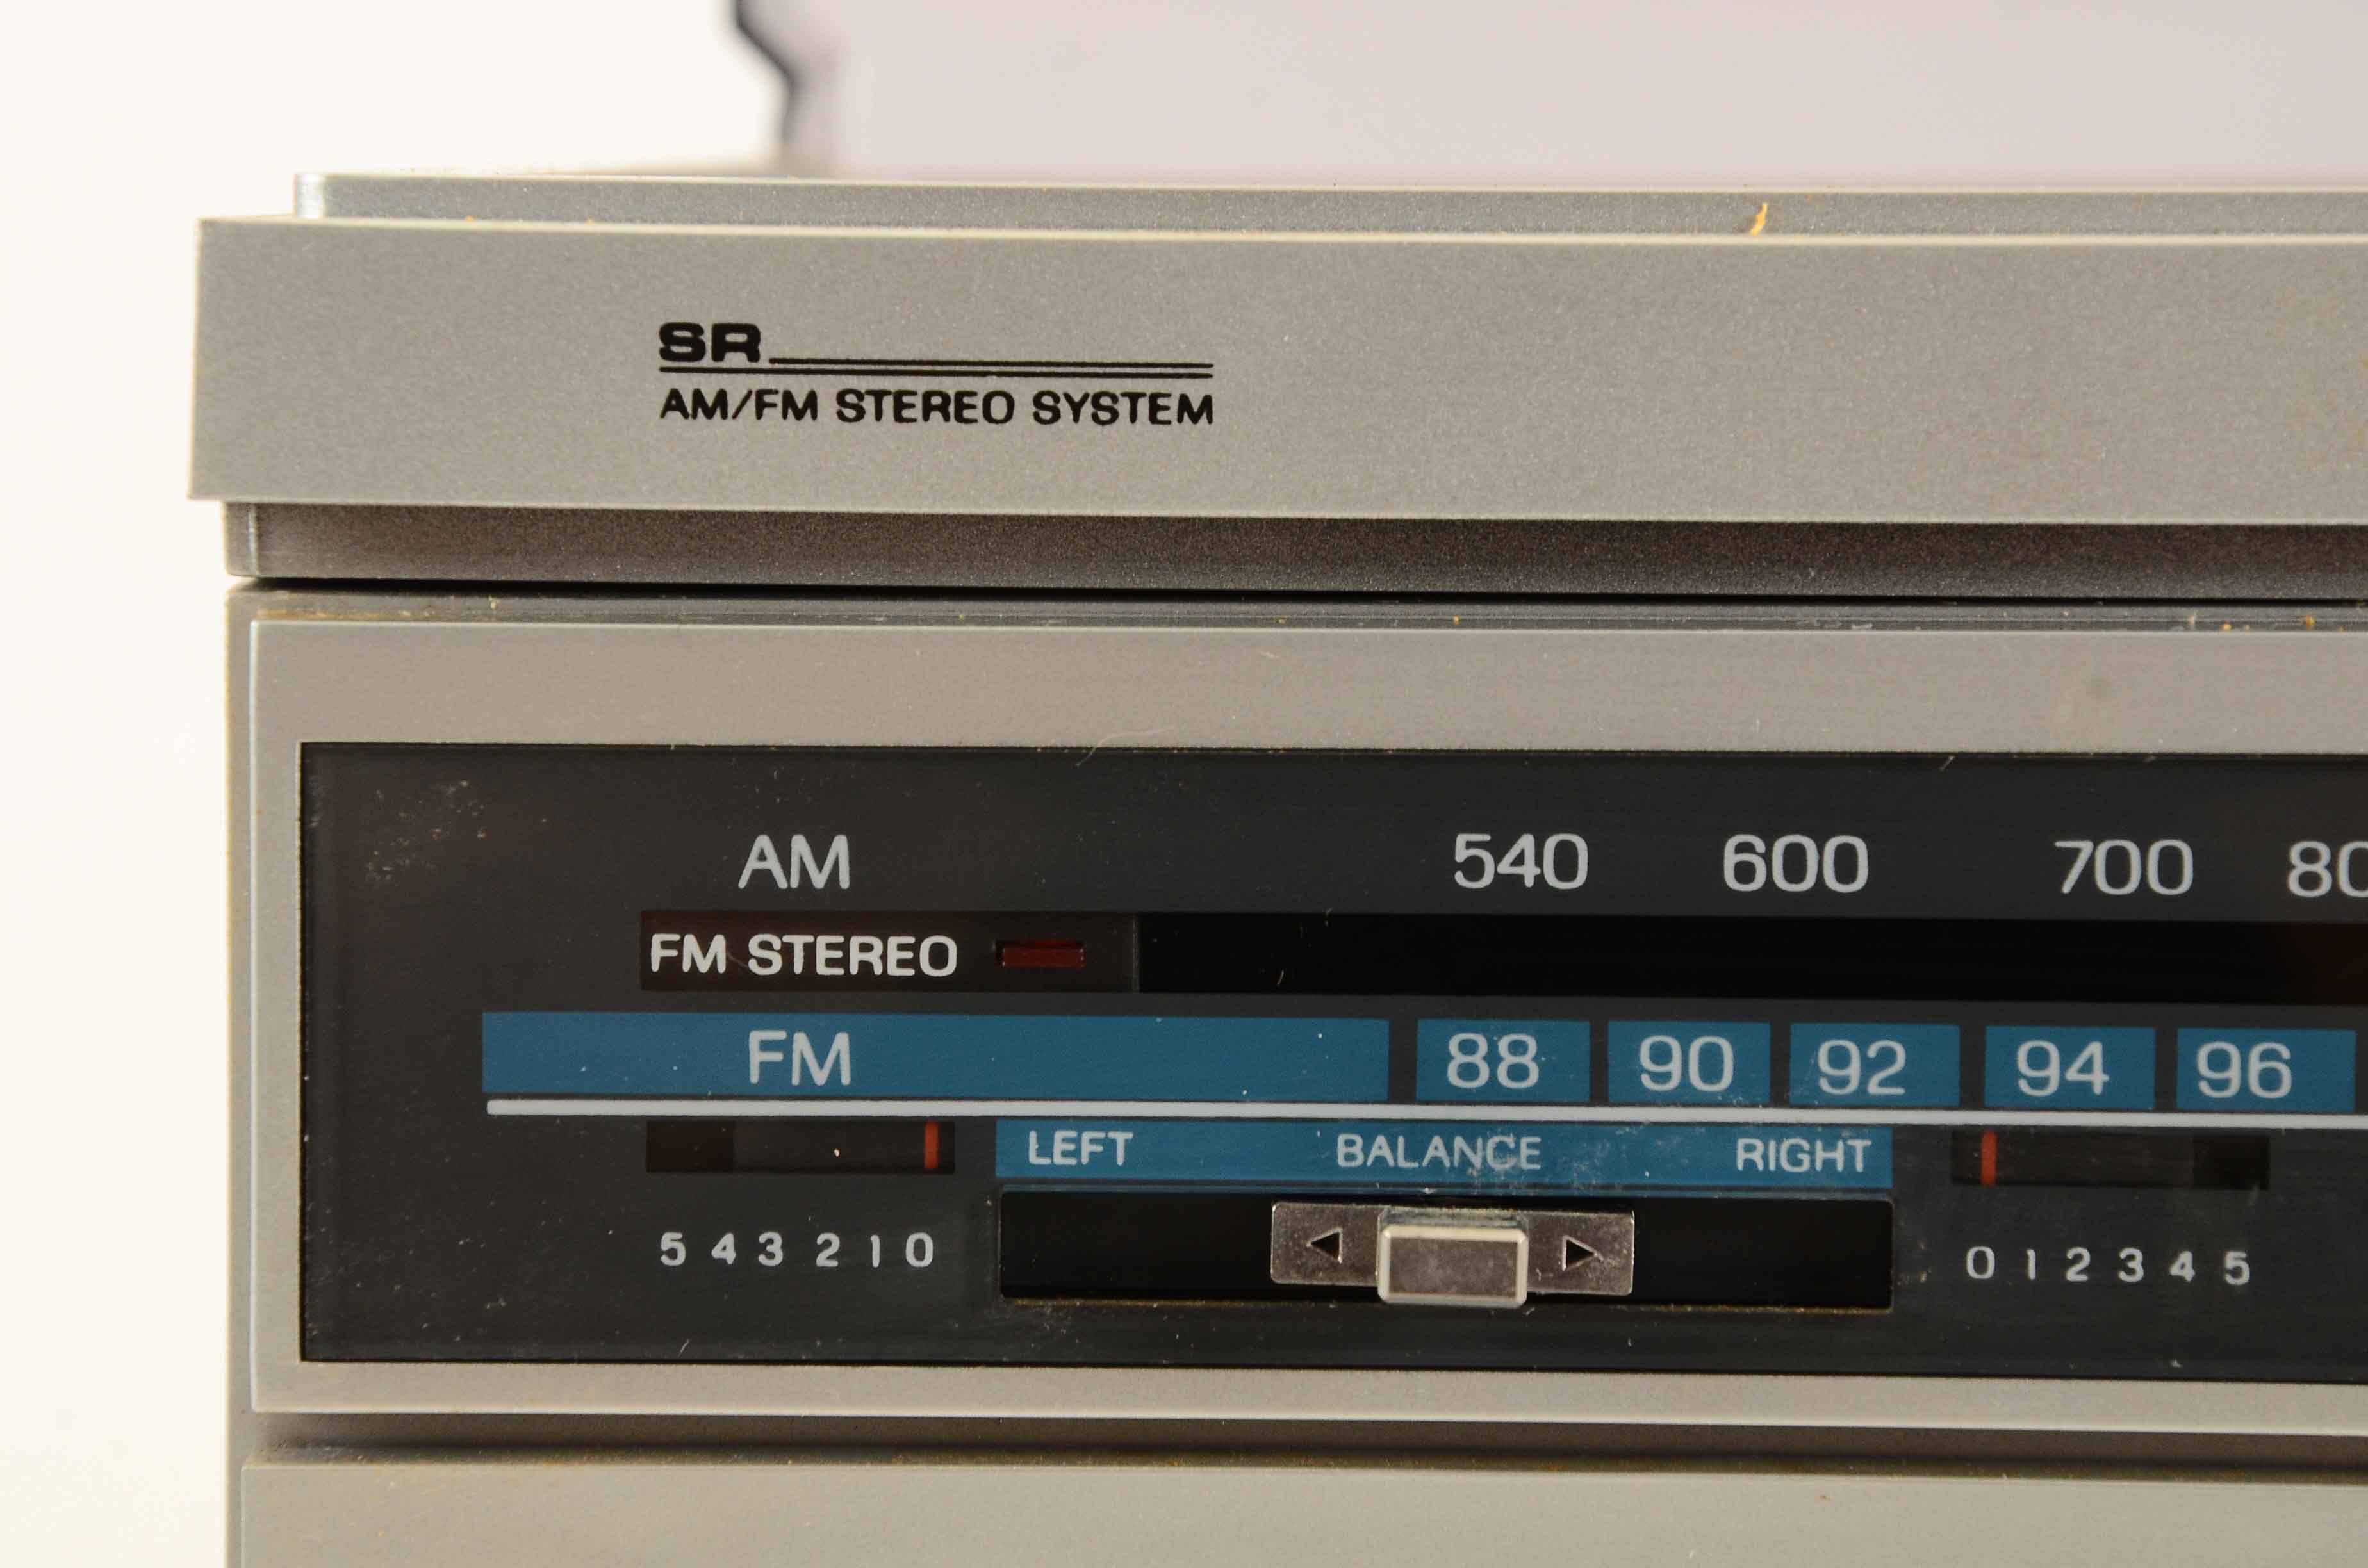 SR
AM/FM STEREO SYSTEM
AM 540 600 700 80
FM STEREO
FM 88 90 92 94 96
LEFT BALANCE RIGHT
5 4 3 2 1 0 0 1 2 3 4 5